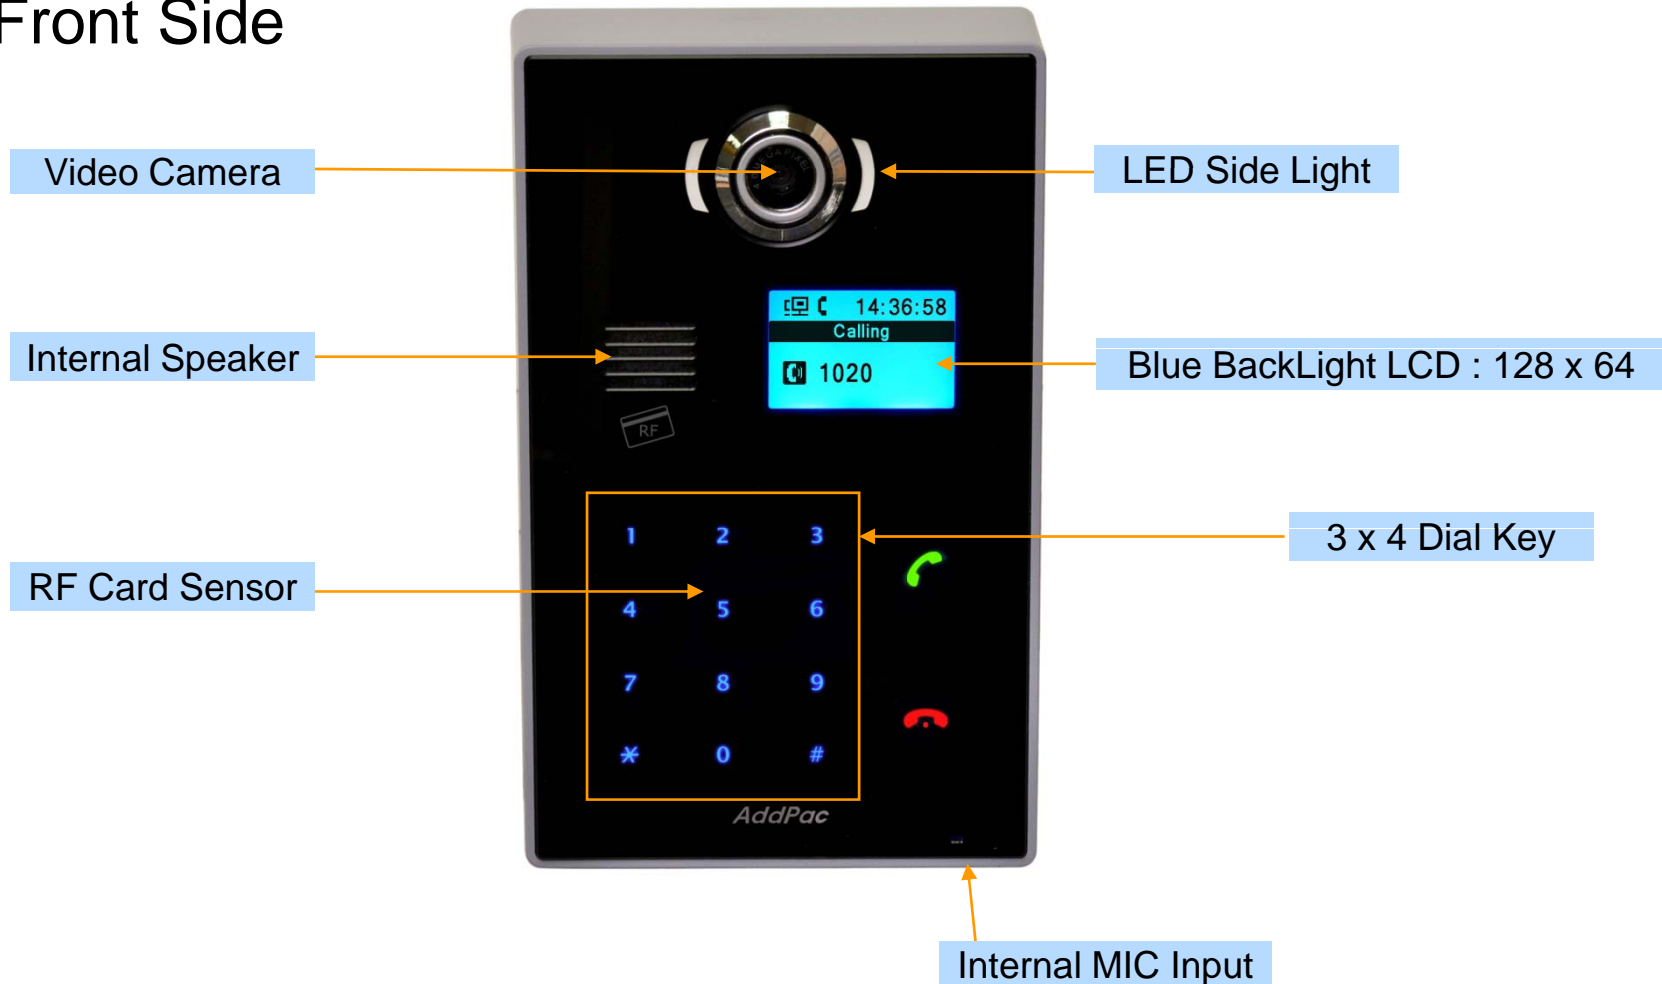 Front Side
Video Camera
LED Side Light
MEGAPIXEL
14:36:58
Calling
1020
Internal Speaker
Blue BackLight LCD : 128 x 64
RF
1 2 3
3 x 4 Dial Key
RF Card Sensor
4 5 6
7 8 9
* 0 #
AddPac
Internal MIC Input